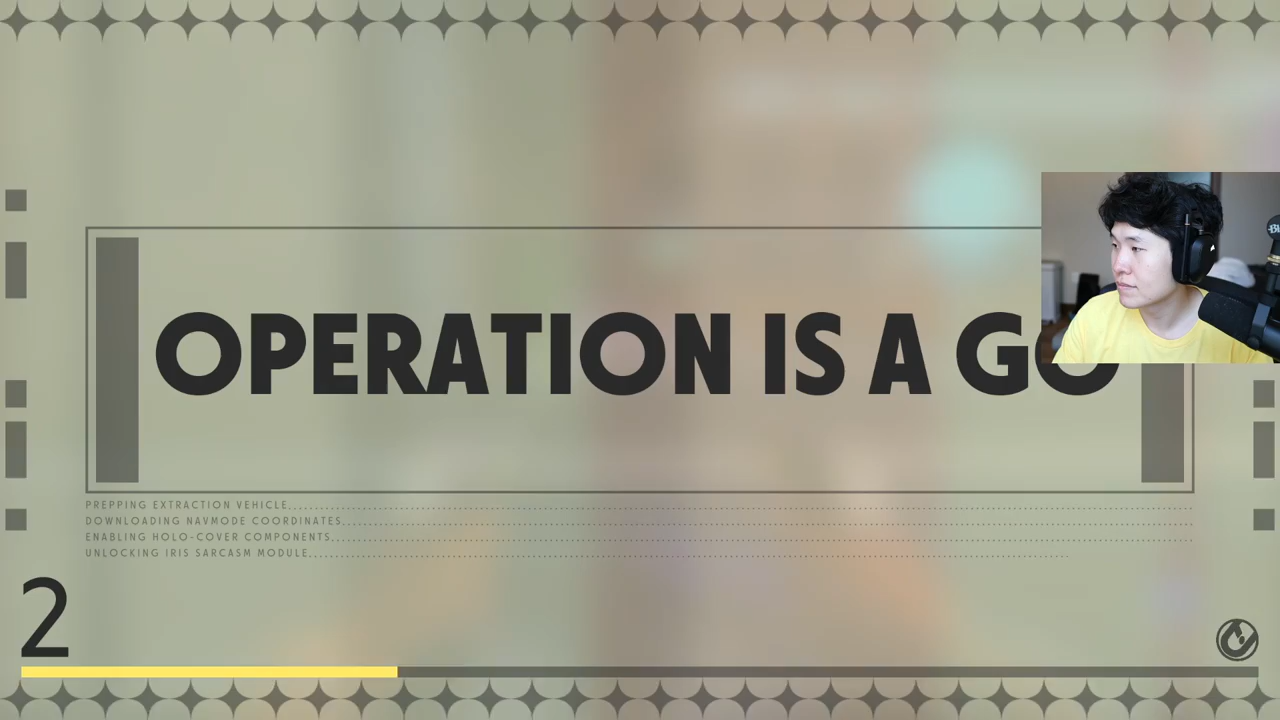 OPERATION IS A GO
PREPPING EXTRACTION VEHICLE
DOWNLOADING NAVMODE COORDINATES
ENABLING HOLO-COVER COMPONENTS
UNLOCKING IRIS SARCASM MODULE
2